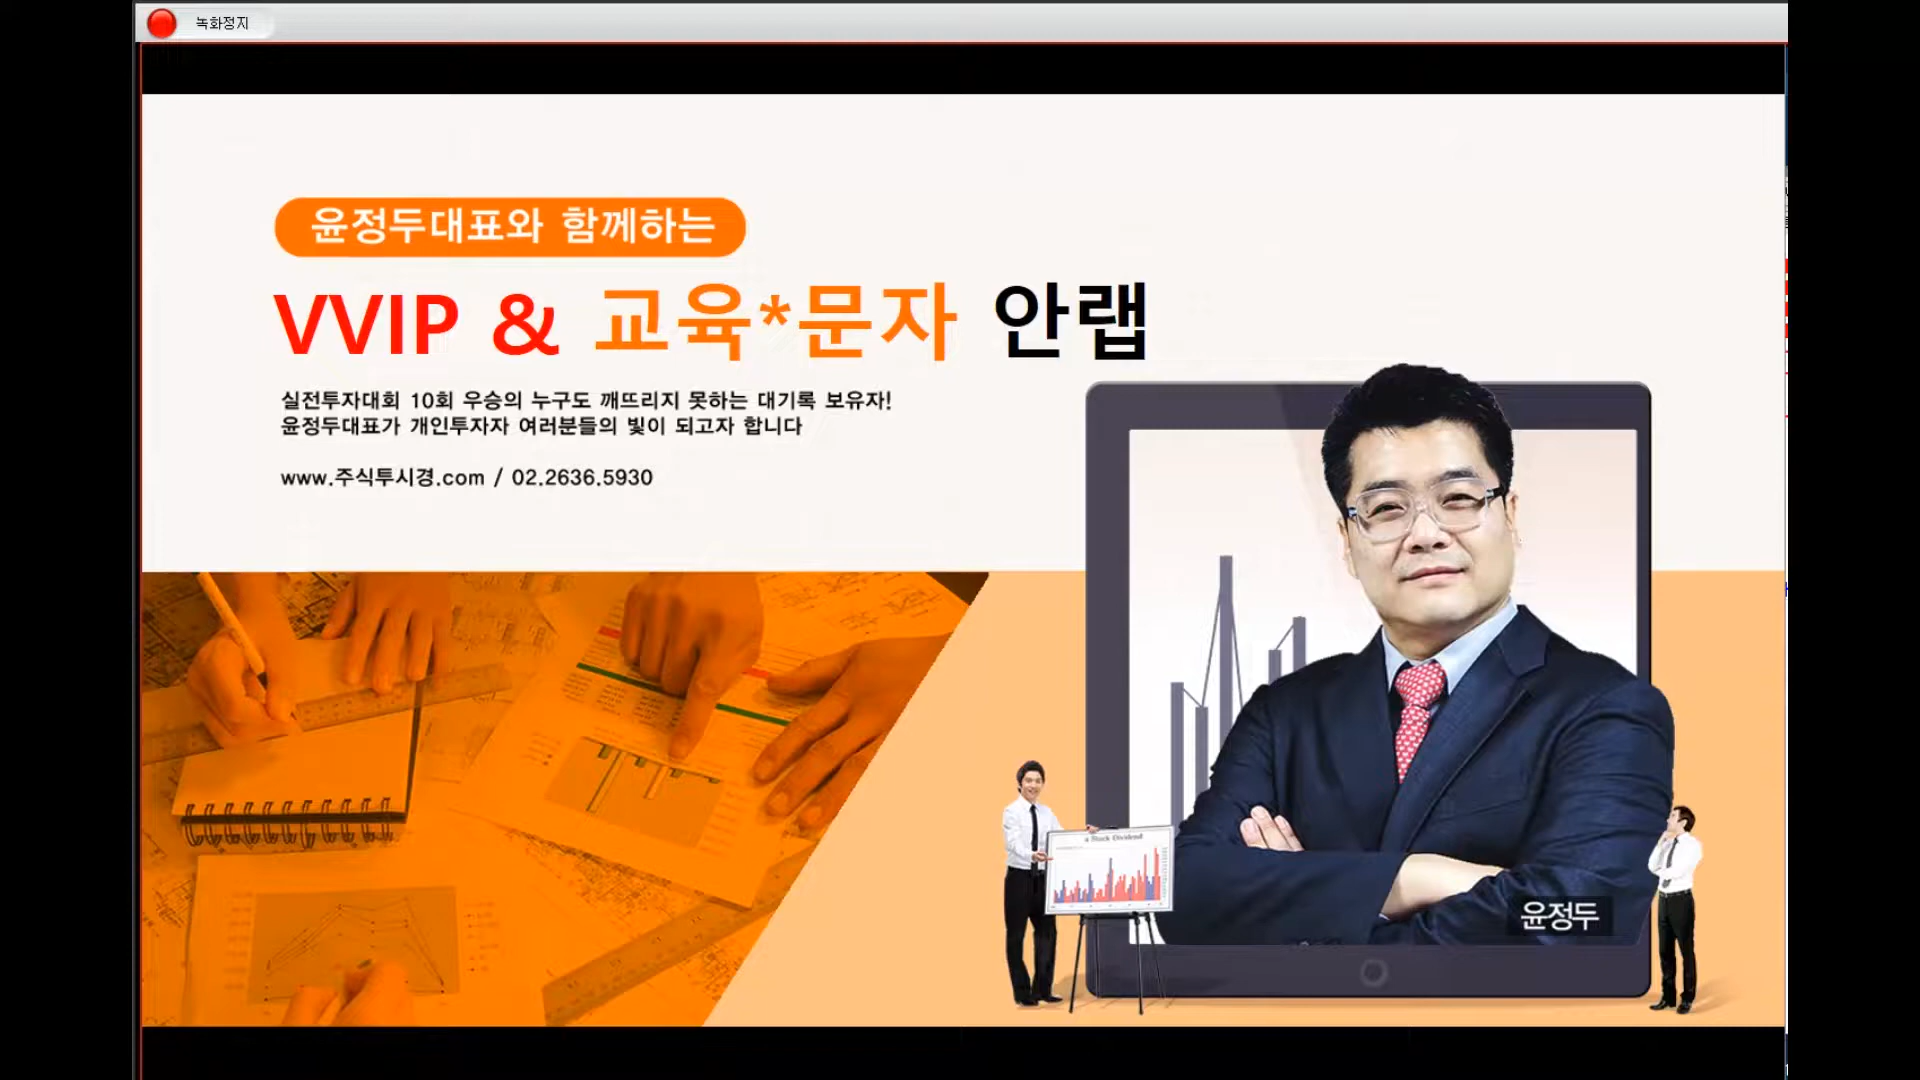 녹화정지
윤정두대표와 함께하는
VVIP & 교육*문자 안랩
실전투자대회 10회 우승의 누구도 깨뜨리지 못하는 대기록 보유자!
윤정두대표가 개인투자자 여러분들의 빛이 되고자 합니다
www.주식투시경.com / 02.2636.5930
a Stock Dividend
윤정두